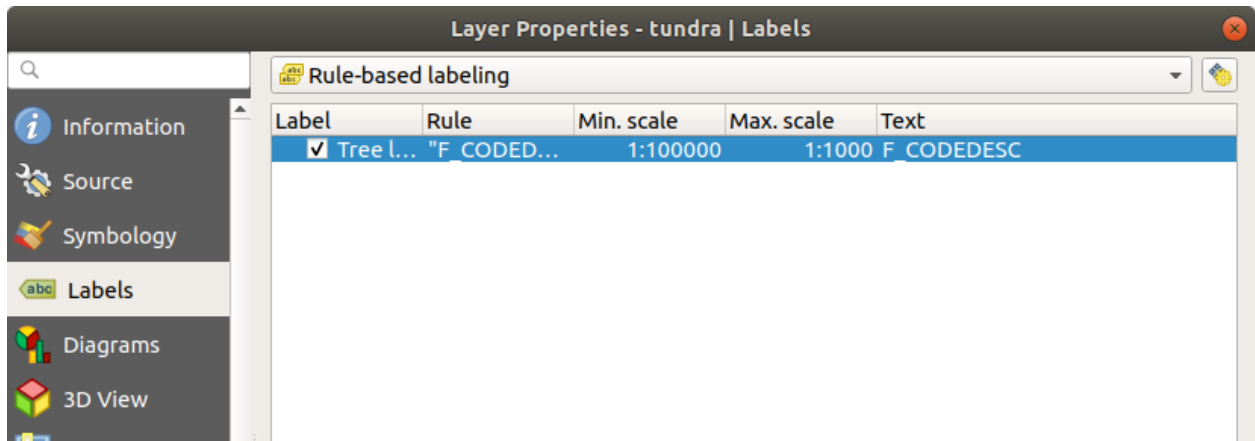 Layer Properties - tundra | Labels
Rule-based labeling
Information
Source
Symbology
abc Labels
Diagrams
3D View
Label Rule Min. scale Max. scale Text
Tree l... "F_CODED... 1:100000 1:1000 F_CODEDESC